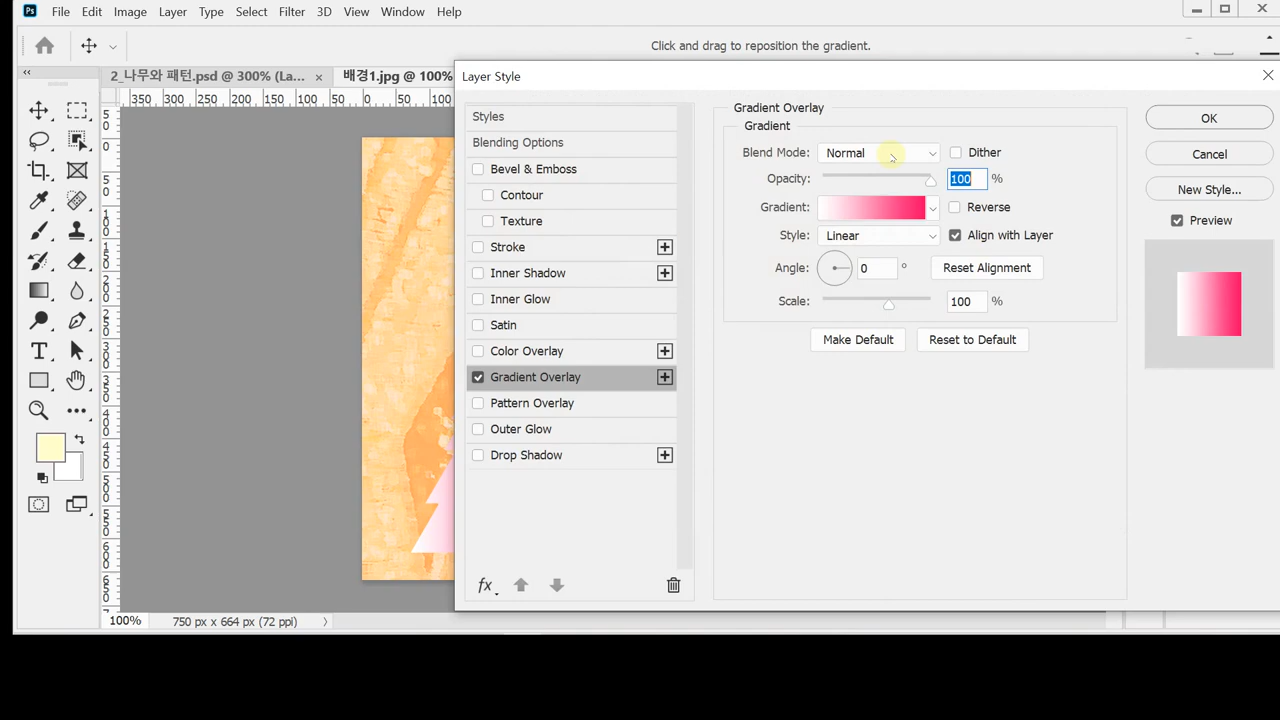 Ps File Edit Image Layer Type Select Filter 3D View Window Help
Click and drag to reposition the gradient.
2_나무와 패턴.psd @ 300% (La... × 배경1.jpg @ 100%
350 300 250 200 150 100 50 0 50 100
Layer Style
Styles
Blending Options
Bevel & Emboss
Contour
Texture
Stroke
Inner Shadow
Inner Glow
Satin
Color Overlay
Gradient Overlay
Pattern Overlay
Outer Glow
Drop Shadow
fx
Gradient Overlay
Gradient
Blend Mode: Normal Dither
Opacity: 100 %
Gradient: Reverse
Style: Linear Align with Layer
Angle: 0 ° Reset Alignment
Scale: 100 %
Make Default Reset to Default
OK
Cancel
New Style...
Preview
100% 750 px x 664 px (72 ppi)